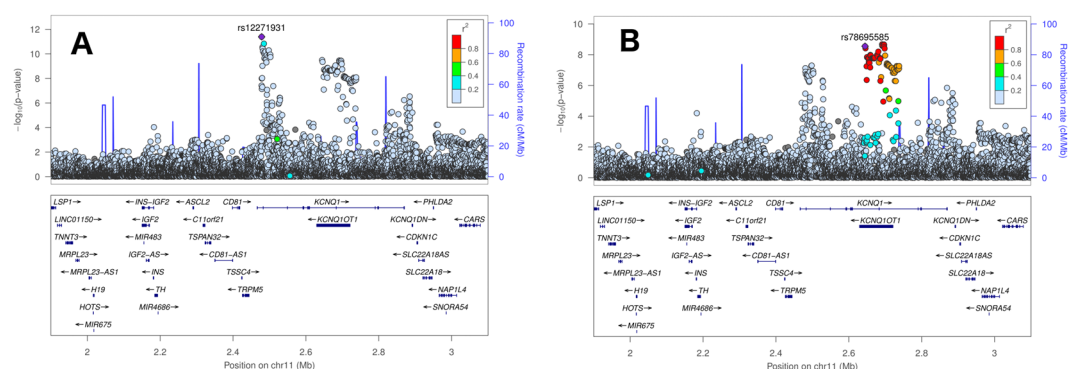 A
rs12271931
12
10
8
6
4
2
0
−log10(p−value)
100
80
60
40
20
0
Recombination rate (cM/Mb)
r2
0.8
0.6
0.4
0.2
LSP1→ ←INS−IGF2 ←ASCL2 CD81→ KCNQ1→ PHLDA2←
LINC01150→ ←IGF2 ←C11orf21 KCNQ1OT1→ KCNQ1DN→ ←CARS
TNNT3→ MIR483 TSPAN32→ ←CDKN1C
MRPL23→ IGF2−AS→ ←CD81−AS1 ←SLC22A18AS
←MRPL23−AS1 ←INS TSSC4→ SLC22A18→
←H19 ←TH ←TRPM5 ←NAP1L4
HOTS→ MIR4686→ ←SNORA54
←MIR675
2
2.2
2.4
2.6
2.8
3
Position on chr11 (Mb)
B
rs78695585
10
8
6
4
2
0
−log10(p−value)
100
80
60
40
20
0
Recombination rate (cM/Mb)
r2
0.8
0.6
0.4
0.2
LSP1→ ←INS−IGF2 ←ASCL2 CD81→ KCNQ1→ PHLDA2←
LINC01150→ ←IGF2 ←C11orf21 KCNQ1OT1→ KCNQ1DN→ ←CARS
TNNT3→ MIR483 TSPAN32→ ←CDKN1C
MRPL23→ IGF2−AS→ ←CD81−AS1 ←SLC22A18AS
←MRPL23−AS1 ←INS TSSC4→ SLC22A18→
←H19 ←TH ←TRPM5 ←NAP1L4
HOTS→ MIR4686→ ←SNORA54
←MIR675
2
2.2
2.4
2.6
2.8
3
Position on chr11 (Mb)